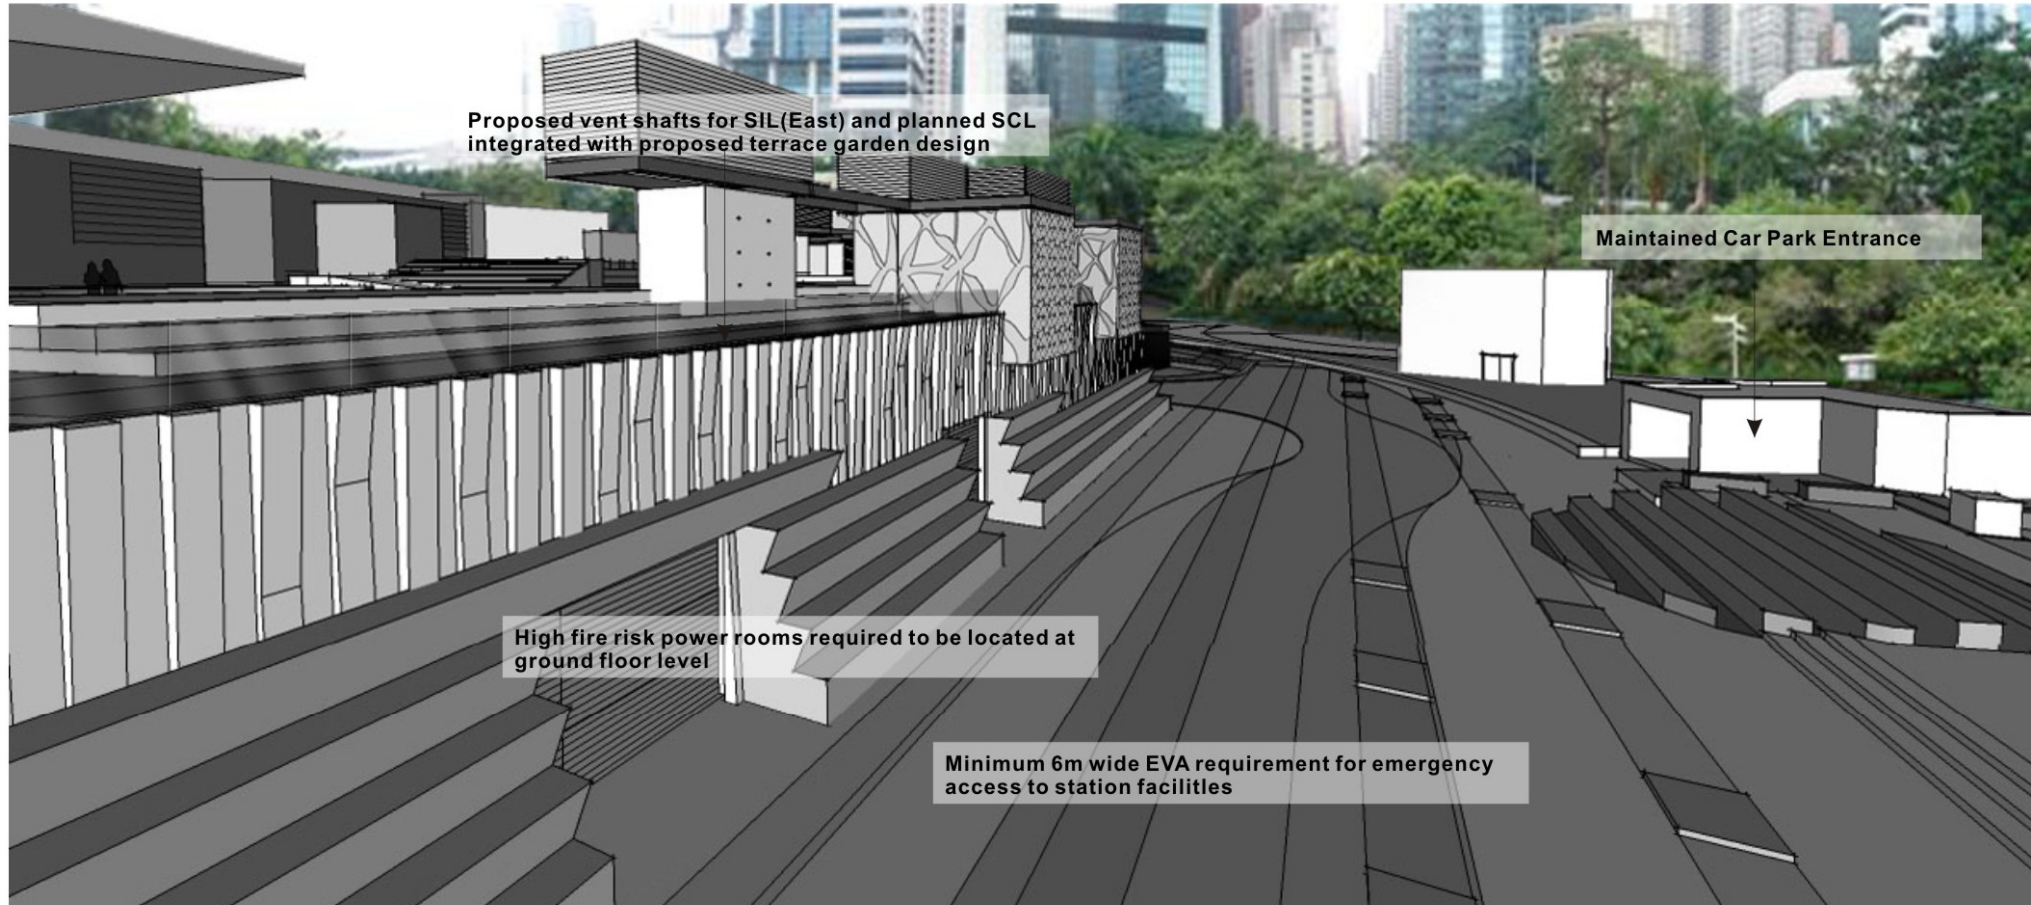 Proposed vent shafts for SIL(East) and planned SCL
integrated with proposed terrace garden design
Maintained Car Park Entrance
High fire risk power rooms required to be located at
ground floor level
Minimum 6m wide EVA requirement for emergency
access to station facilitles